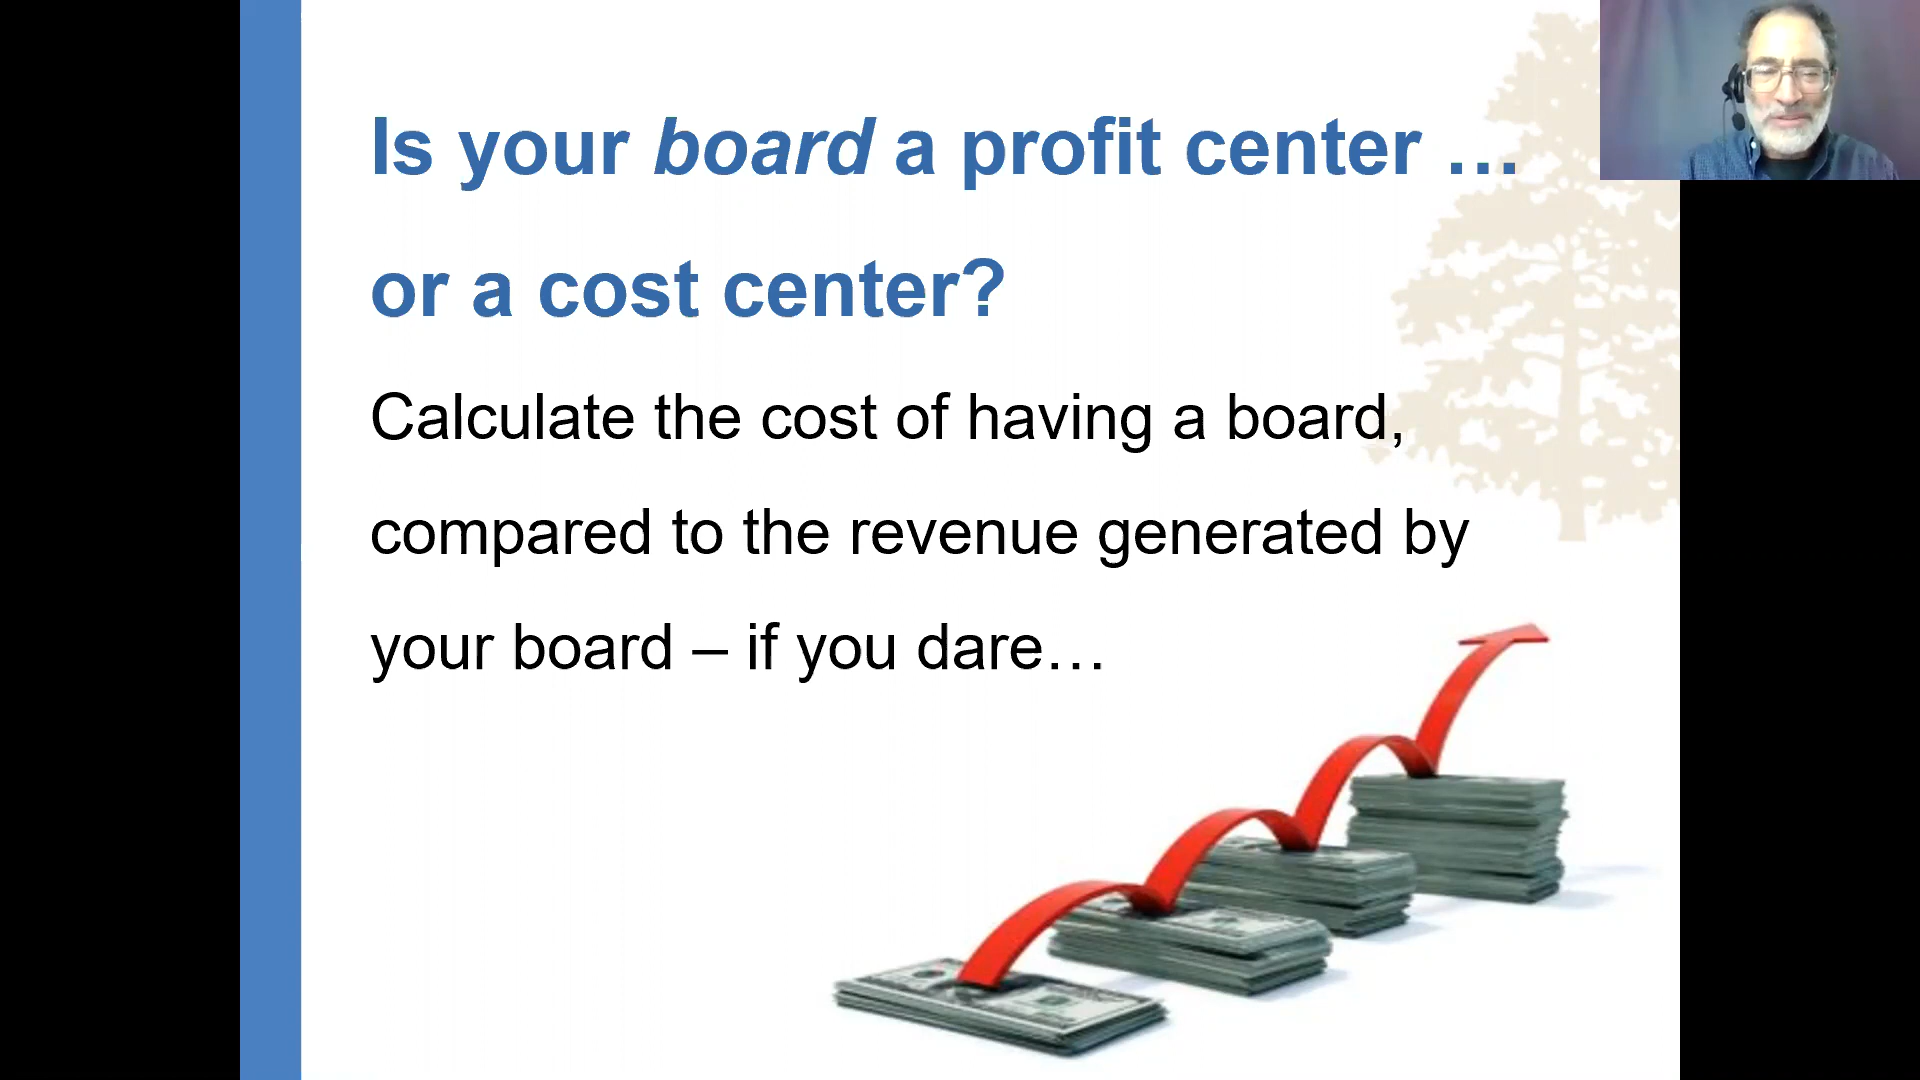 Is your board a profit center …
or a cost center?
Calculate the cost of having a board,
compared to the revenue generated by
your board – if you dare…